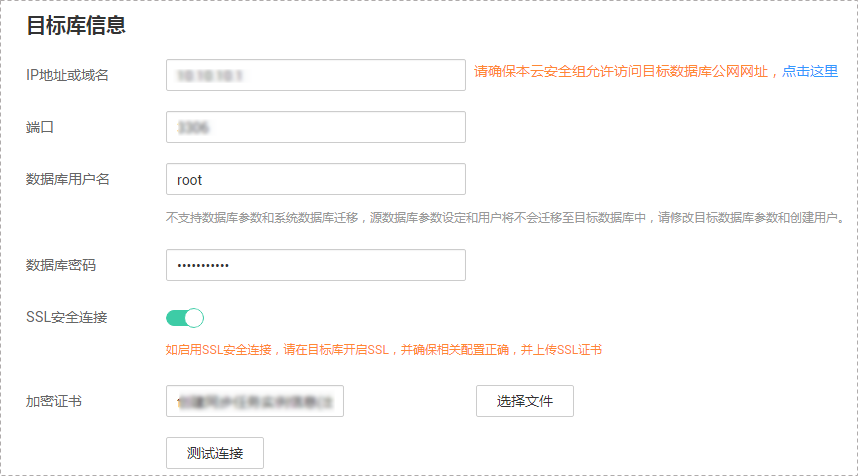 目标库信息
IP地址或域名
10.10.10.1
请确保本云安全组允许访问目标数据库公网网址，点击这里
端口
3306
数据库用户名
root
不支持数据库参数和系统数据库迁移，源数据库参数设定和用户将不会迁移至目标数据库中，请修改目标数据库参数和创建用户。
数据库密码
•••••••••••
SSL安全连接
如启用SSL安全连接，请在目标库开启SSL，并确保相关配置正确，并上传SSL证书
加密证书
选择文件
测试连接